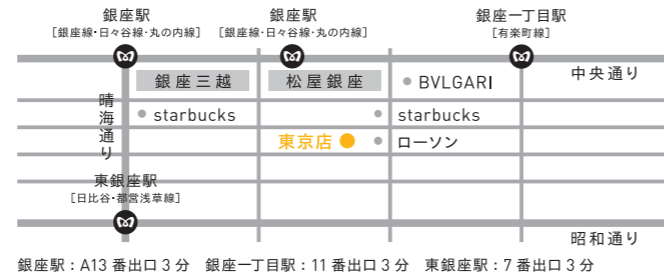 銀座駅
[銀座線・日々谷線・丸の内線]
銀座駅
[銀座線・日々谷線・丸の内線]
銀座一丁目駅
[有楽町線]
中央通り
銀座三越
松屋銀座
BVLGARI
晴海通り
starbucks
starbucks
東京店
ローソン
東銀座駅
[日比谷・都営浅草線]
昭和通り
銀座駅：A13 番出口 3 分 銀座一丁目駅：11 番出口 3 分 東銀座駅：7 番出口 3 分